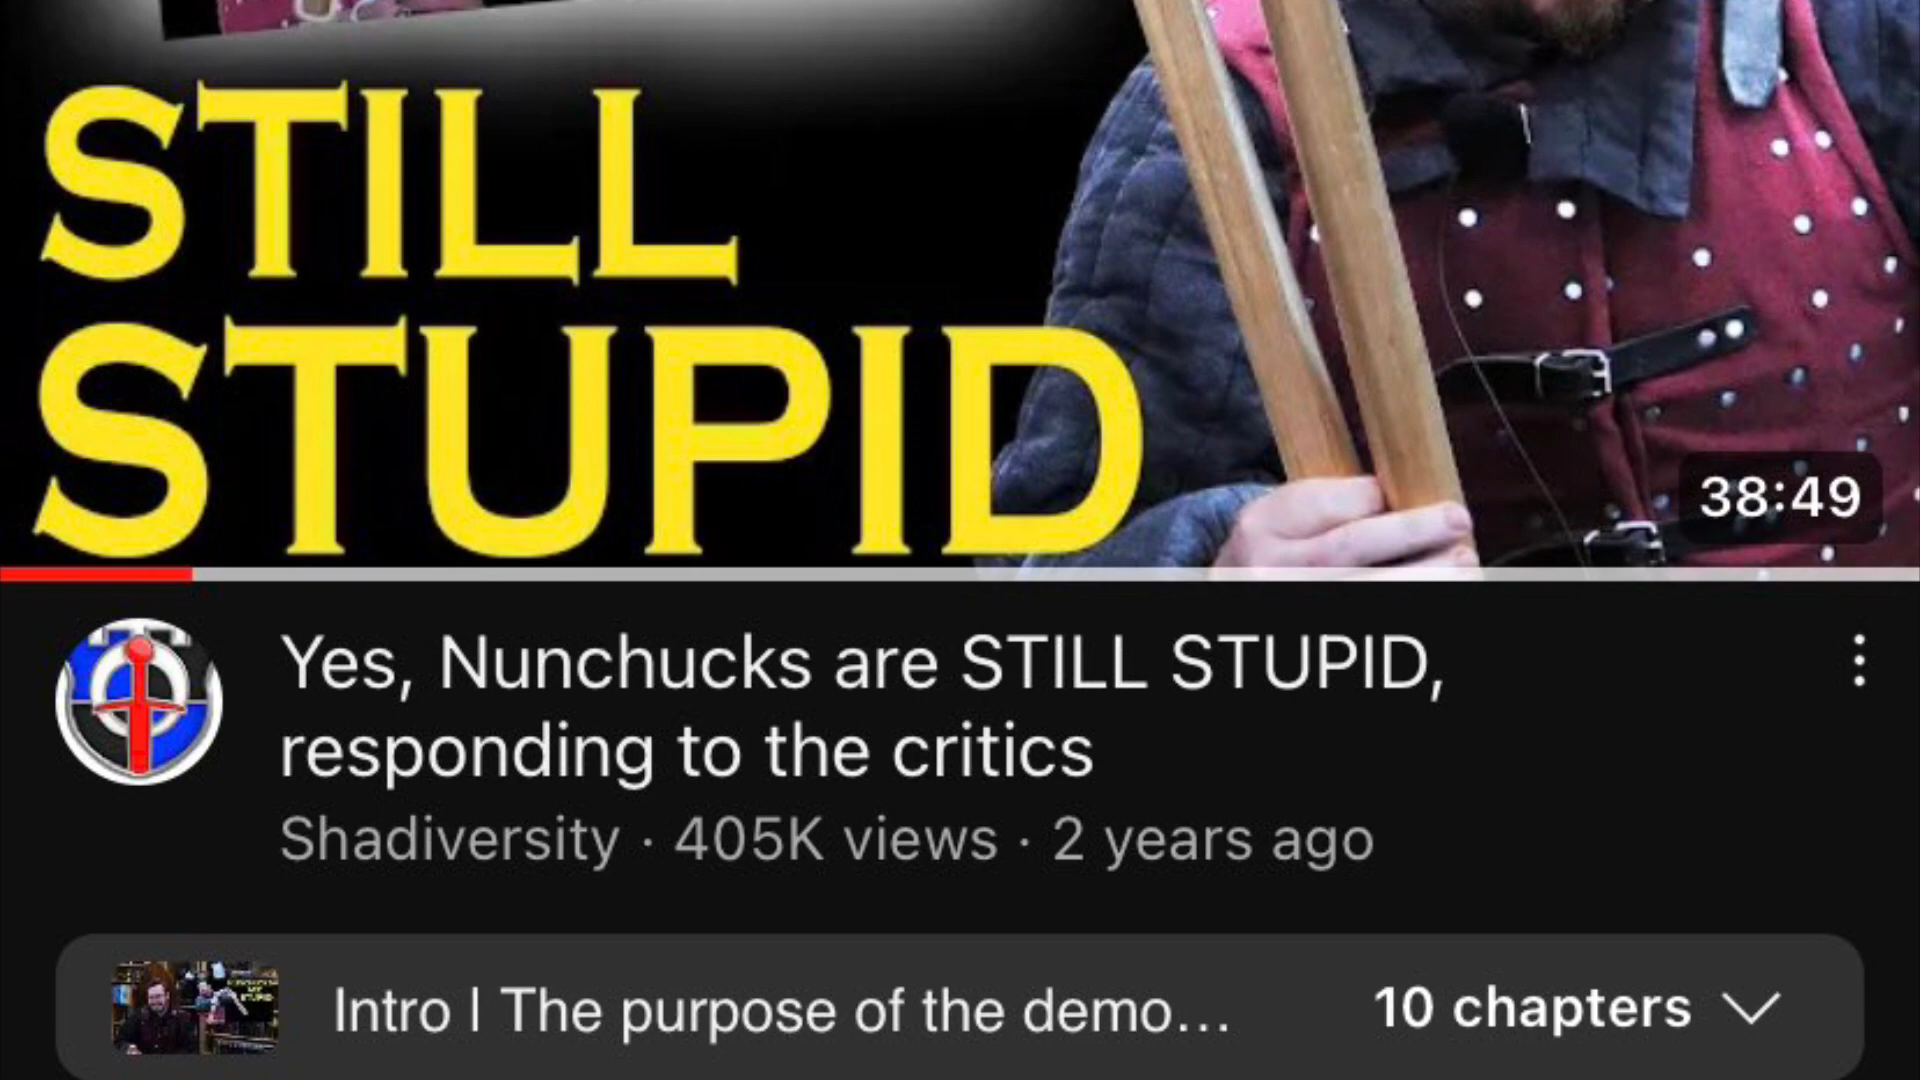 STILL
STUPID
38:49
Yes, Nunchucks are STILL STUPID,
responding to the critics
Shadiversity · 405K views · 2 years ago
Intro | The purpose of the demo...
10 chapters